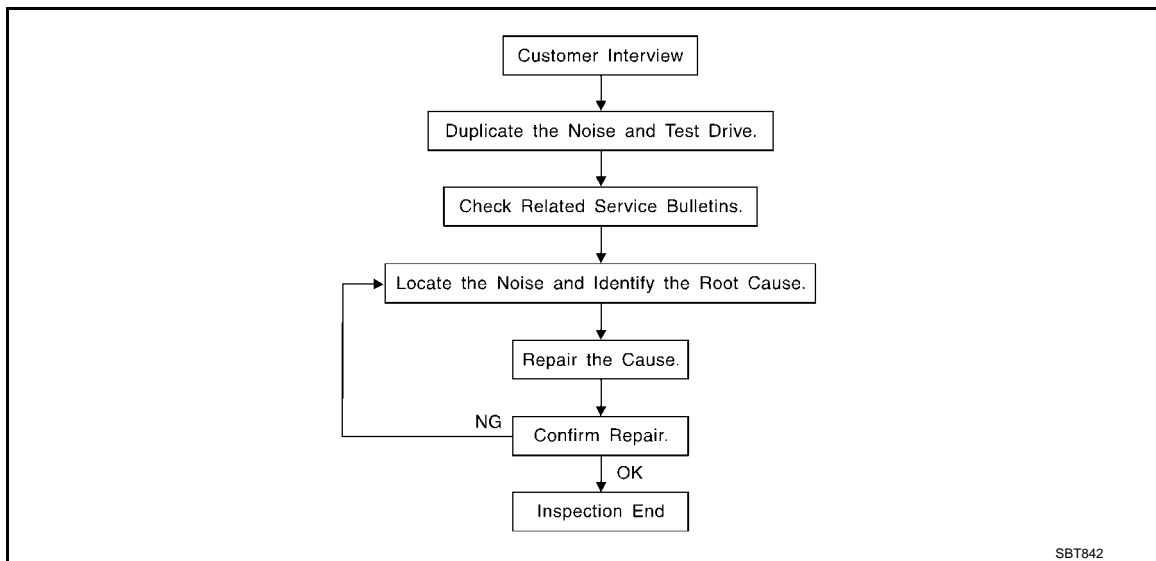 Customer Interview
Duplicate the Noise and Test Drive.
Check Related Service Bulletins.
Locate the Noise and Identify the Root Cause.
Repair the Cause.
NG
Confirm Repair.
OK
Inspection End
SBT842